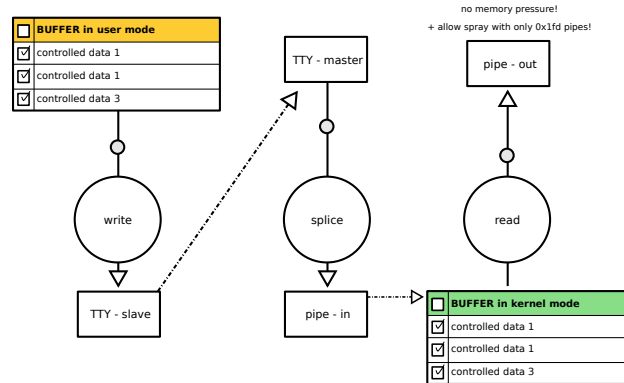 no memory pressure!
+ allow spray with only 0x1fd pipes!
BUFFER in user mode
controlled data 1
controlled data 1
controlled data 3
TTY - master
pipe - out
write
splice
read
TTY - slave
pipe - in
BUFFER in kernel mode
controlled data 1
controlled data 1
controlled data 3